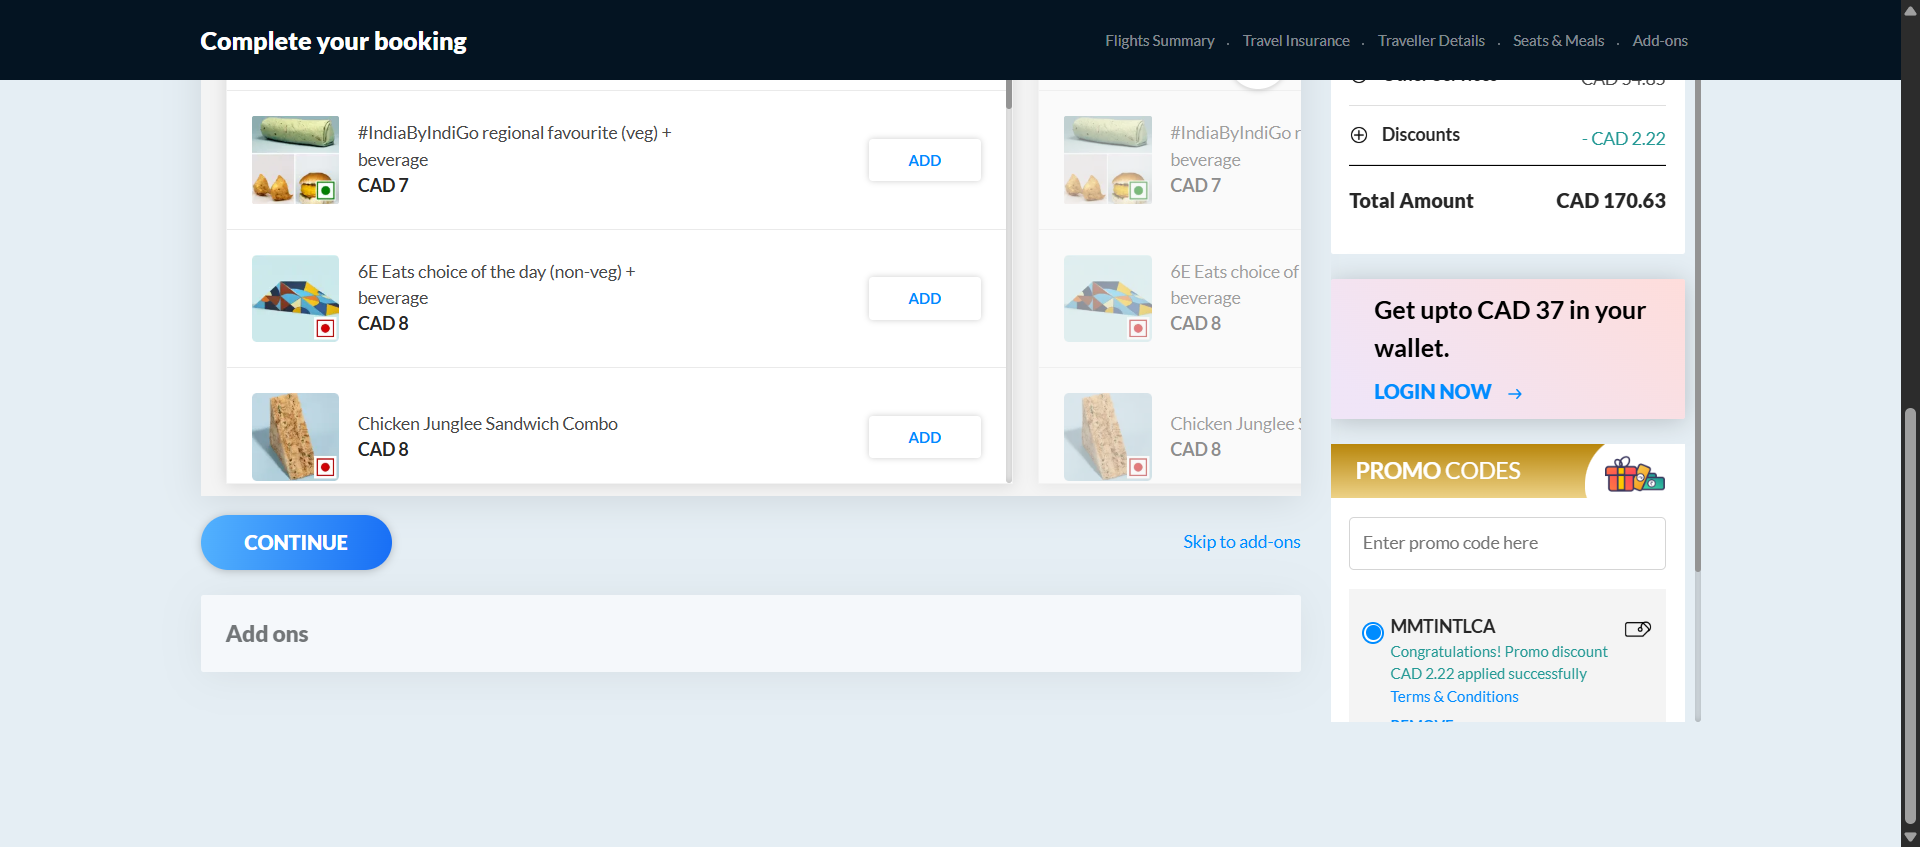 Complete your booking
Flights Summary . Travel Insurance . Traveller Details . Seats & Meals . Add-ons
#IndiaByIndiGo regional favourite (veg) +
beverage
CAD 7
ADD
6E Eats choice of the day (non-veg) +
beverage
CAD 8
ADD
Chicken Junglee Sandwich Combo
CAD 8
ADD
#IndiaByIndiGo r
beverage
CAD 7
6E Eats choice of
beverage
CAD 8
Chicken Junglee
CAD 8
CONTINUE
Skip to add-ons
Add ons
Discounts
- CAD 2.22
Total Amount
CAD 170.63
Get upto CAD 37 in your
wallet.
LOGIN NOW →
PROMO CODES
Enter promo code here
MMTINTLCA
Congratulations! Promo discount
CAD 2.22 applied successfully
Terms & Conditions